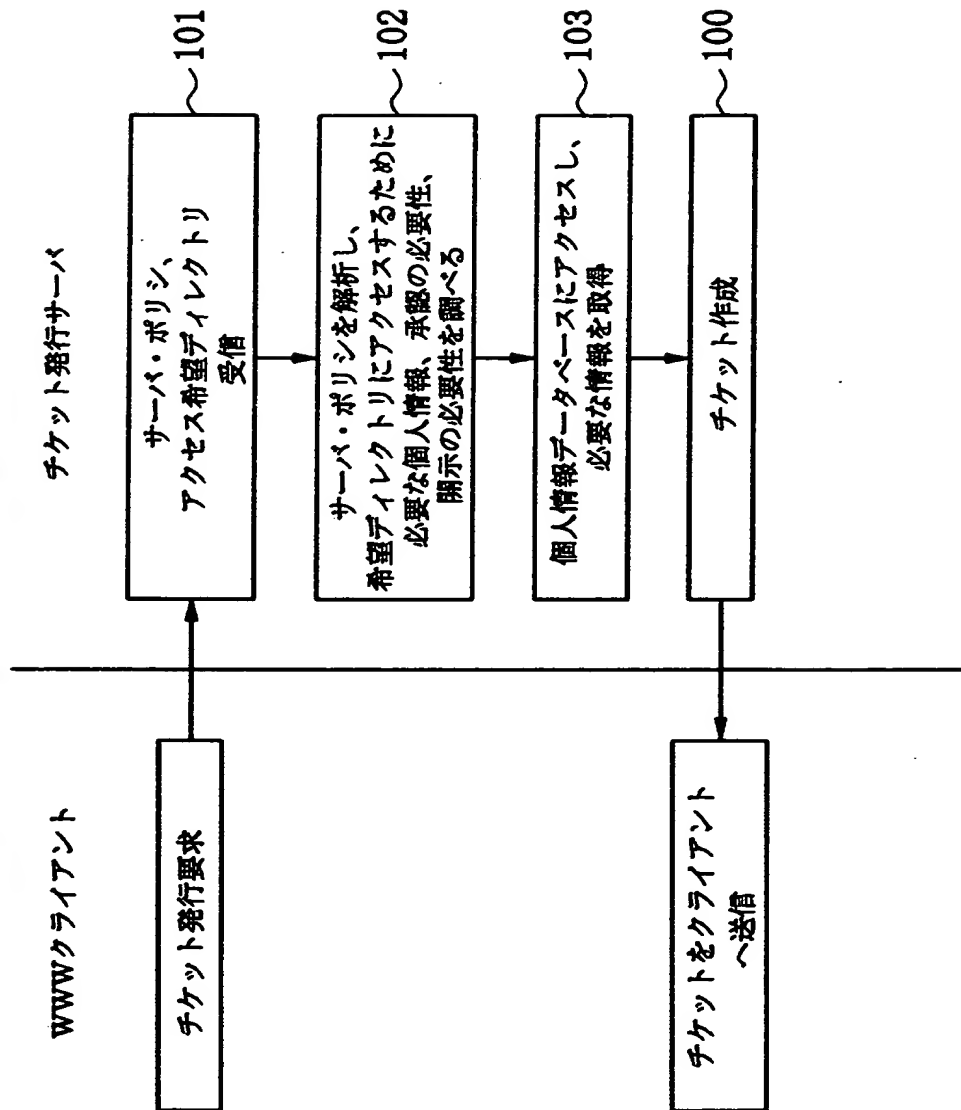 WWWクライアント
チケット発行サーバ
チケット発行要求
サーバ・ポリシ、
アクセス希望ディレクトリ
受信
101
サーバ・ポリシを解析し、
希望ディレクトリにアクセスするために
必要な個人情報、承認の必要性、
開示の必要性を調べる
102
個人情報データベースにアクセスし、
必要な情報を取得
103
チケット作成
100
チケットをクライアント
へ送信